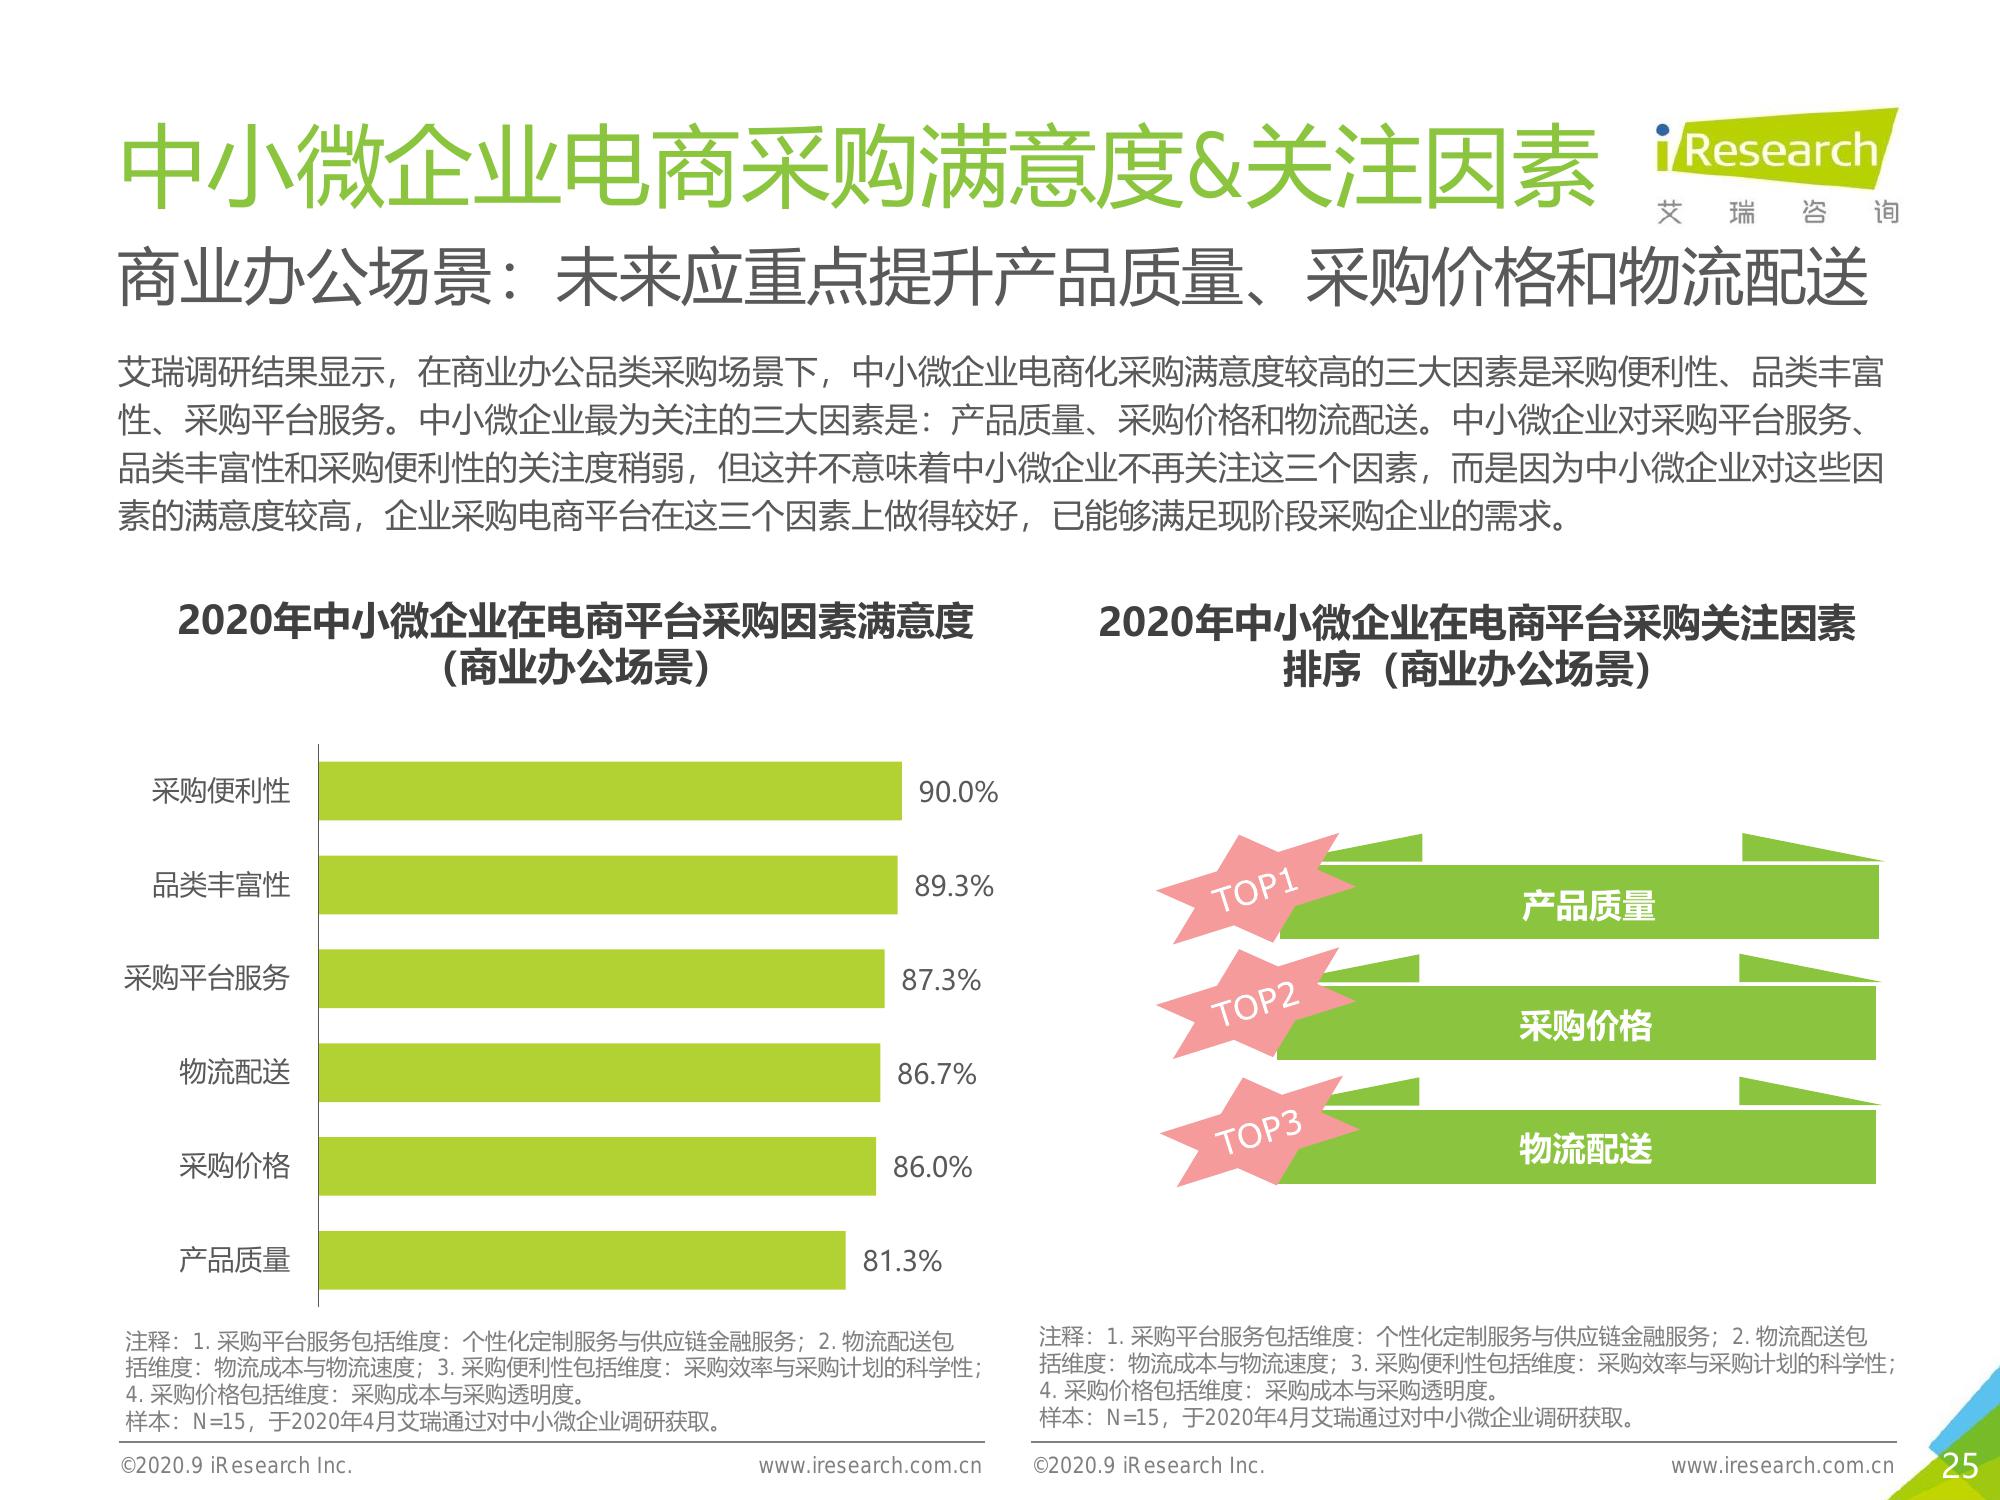 中小微企业电商采购满意度&关注因素
iResearch
艾瑞咨询
商业办公场景：未来应重点提升产品质量、采购价格和物流配送
艾瑞调研结果显示，在商业办公品类采购场景下，中小微企业电商化采购满意度较高的三大因素是采购便利性、品类丰富
性、采购平台服务。中小微企业最为关注的三大因素是：产品质量、采购价格和物流配送。中小微企业对采购平台服务、
品类丰富性和采购便利性的关注度稍弱，但这并不意味着中小微企业不再关注这三个因素，而是因为中小微企业对这些因
素的满意度较高，企业采购电商平台在这三个因素上做得较好，已能够满足现阶段采购企业的需求。
2020年中小微企业在电商平台采购因素满意度
（商业办公场景）
采购便利性 90.0%
品类丰富性 89.3%
采购平台服务 87.3%
物流配送 86.7%
采购价格 86.0%
产品质量 81.3%
注释：1. 采购平台服务包括维度：个性化定制服务与供应链金融服务；2. 物流配送包
括维度：物流成本与物流速度；3. 采购便利性包括维度：采购效率与采购计划的科学性；
4. 采购价格包括维度：采购成本与采购透明度。
样本：N=15，于2020年4月艾瑞通过对中小微企业调研获取。
©2020.9 iResearch Inc. www.iresearch.com.cn
2020年中小微企业在电商平台采购关注因素
排序（商业办公场景）
TOP1 产品质量
TOP2 采购价格
TOP3 物流配送
注释：1. 采购平台服务包括维度：个性化定制服务与供应链金融服务；2. 物流配送包
括维度：物流成本与物流速度；3. 采购便利性包括维度：采购效率与采购计划的科学性；
4. 采购价格包括维度：采购成本与采购透明度。
样本：N=15，于2020年4月艾瑞通过对中小微企业调研获取。
©2020.9 iResearch Inc. www.iresearch.com.cn
25